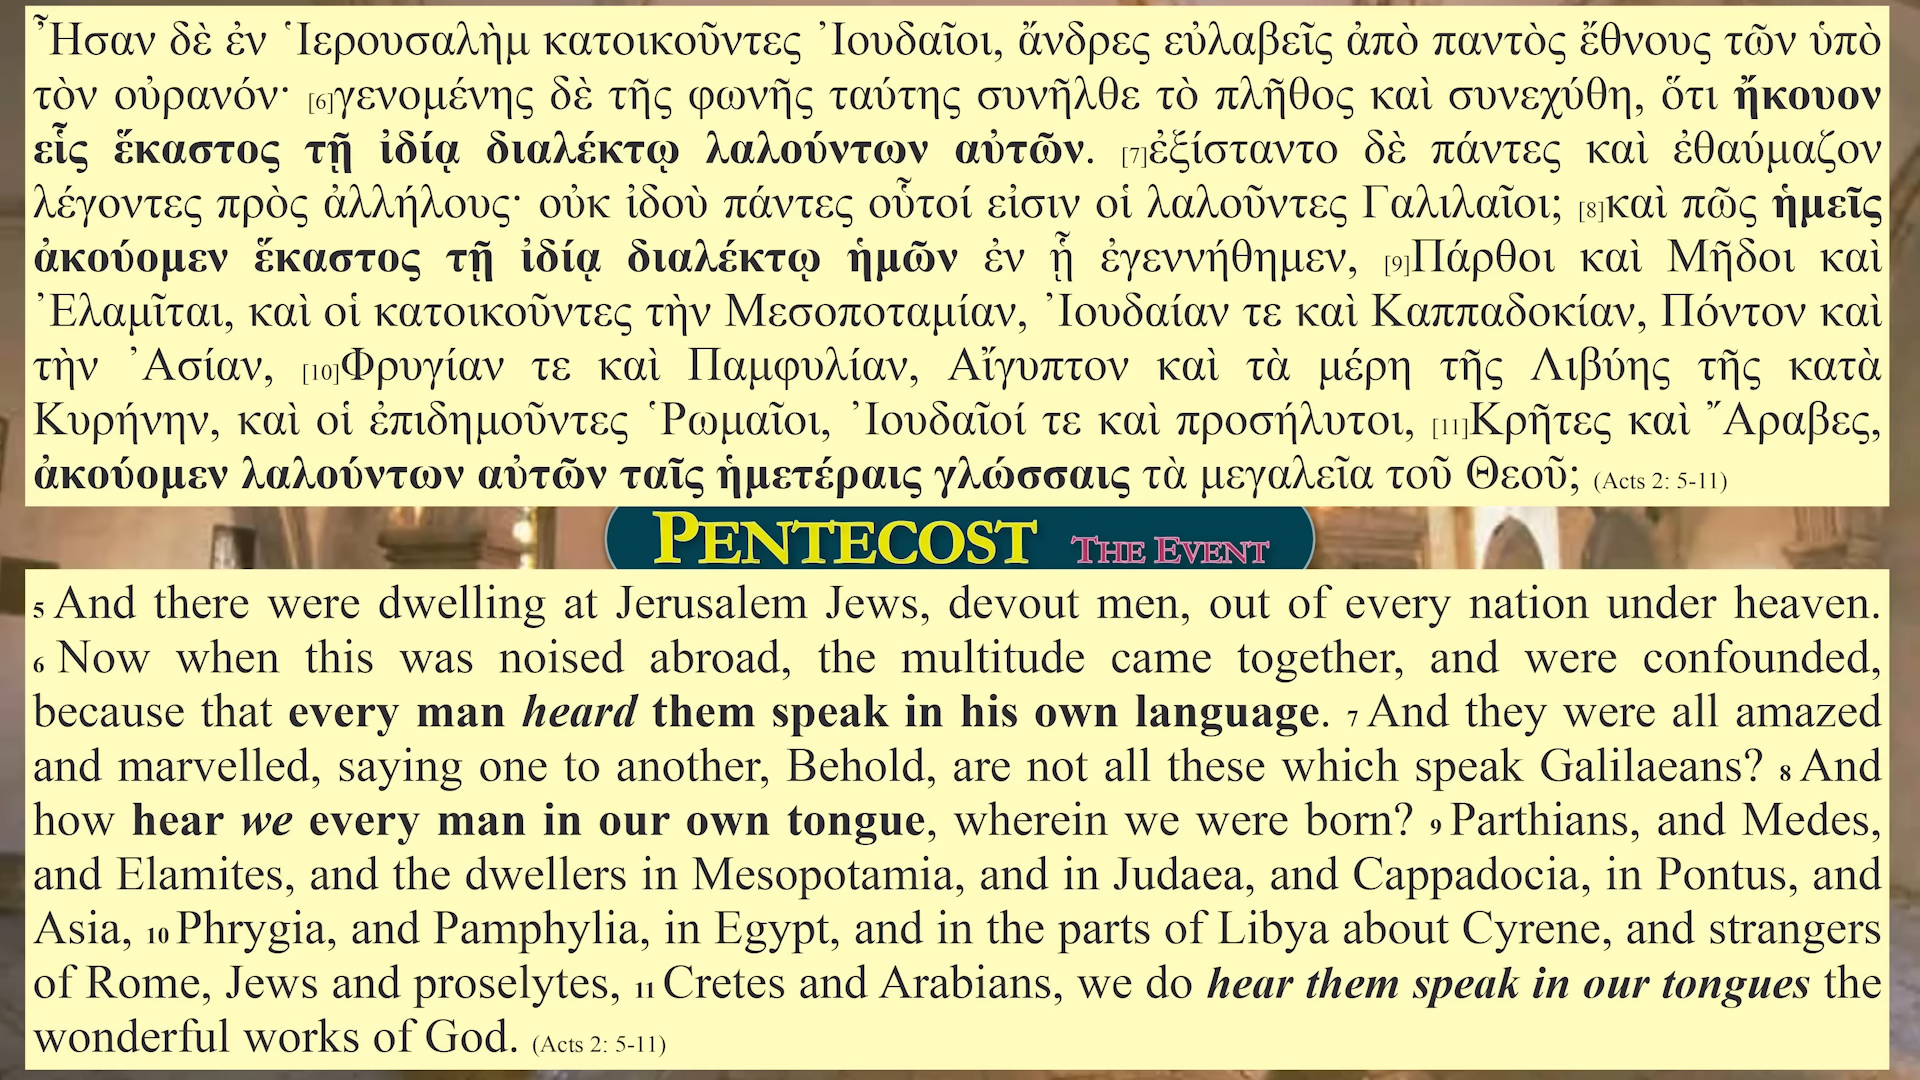 Ἦσαν δὲ ἐν Ἱερουσαλὴμ κατοικοῦντες Ἰουδαῖοι, ἄνδρες εὐλαβεῖς ἀπὸ παντὸς ἔθνους τῶν ὑπὸ
τὸν οὐρανόν· [6]γενομένης δὲ τῆς φωνῆς ταύτης συνῆλθε τὸ πλῆθος καὶ συνεχύθη, ὅτι ἤκουον
εἷς ἕκαστος τῇ ἰδίᾳ διαλέκτῳ λαλούντων αὐτῶν. [7]ἐξίσταντο δὲ πάντες καὶ ἐθαύμαζον
λέγοντες πρὸς ἀλλήλους· οὐκ ἰδοὺ πάντες οὗτοί εἰσιν οἱ λαλοῦντες Γαλιλαῖοι; [8]καὶ πῶς ἡμεῖς
ἀκούομεν ἕκαστος τῇ ἰδίᾳ διαλέκτῳ ἡμῶν ἐν ᾗ ἐγεννήθημεν, [9]Πάρθοι καὶ Μῆδοι καὶ
Ἐλαμῖται, καὶ οἱ κατοικοῦντες τὴν Μεσοποταμίαν, Ἰουδαίαν τε καὶ Καππαδοκίαν, Πόντον καὶ
τὴν Ἀσίαν, [10]Φρυγίαν τε καὶ Παμφυλίαν, Αἴγυπτον καὶ τὰ μέρη τῆς Λιβύης τῆς κατὰ
Κυρήνην, καὶ οἱ ἐπιδημοῦντες Ῥωμαῖοι, Ἰουδαῖοί τε καὶ προσήλυτοι, [11]Κρῆτες καὶ Ἄραβες,
ἀκούομεν λαλούντων αὐτῶν ταῖς ἡμετέραις γλώσσαις τὰ μεγαλεῖα τοῦ Θεοῦ; (Acts 2: 5-11)
PENTECOST THE EVENT
5 And there were dwelling at Jerusalem Jews, devout men, out of every nation under heaven.
6 Now when this was noised abroad, the multitude came together, and were confounded,
because that every man heard them speak in his own language. 7 And they were all amazed
and marvelled, saying one to another, Behold, are not all these which speak Galilaeans? 8 And
how hear we every man in our own tongue, wherein we were born? 9 Parthians, and Medes,
and Elamites, and the dwellers in Mesopotamia, and in Judaea, and Cappadocia, in Pontus, and
Asia, 10 Phrygia, and Pamphylia, in Egypt, and in the parts of Libya about Cyrene, and strangers
of Rome, Jews and proselytes, 11 Cretes and Arabians, we do hear them speak in our tongues the
wonderful works of God. (Acts 2: 5-11)